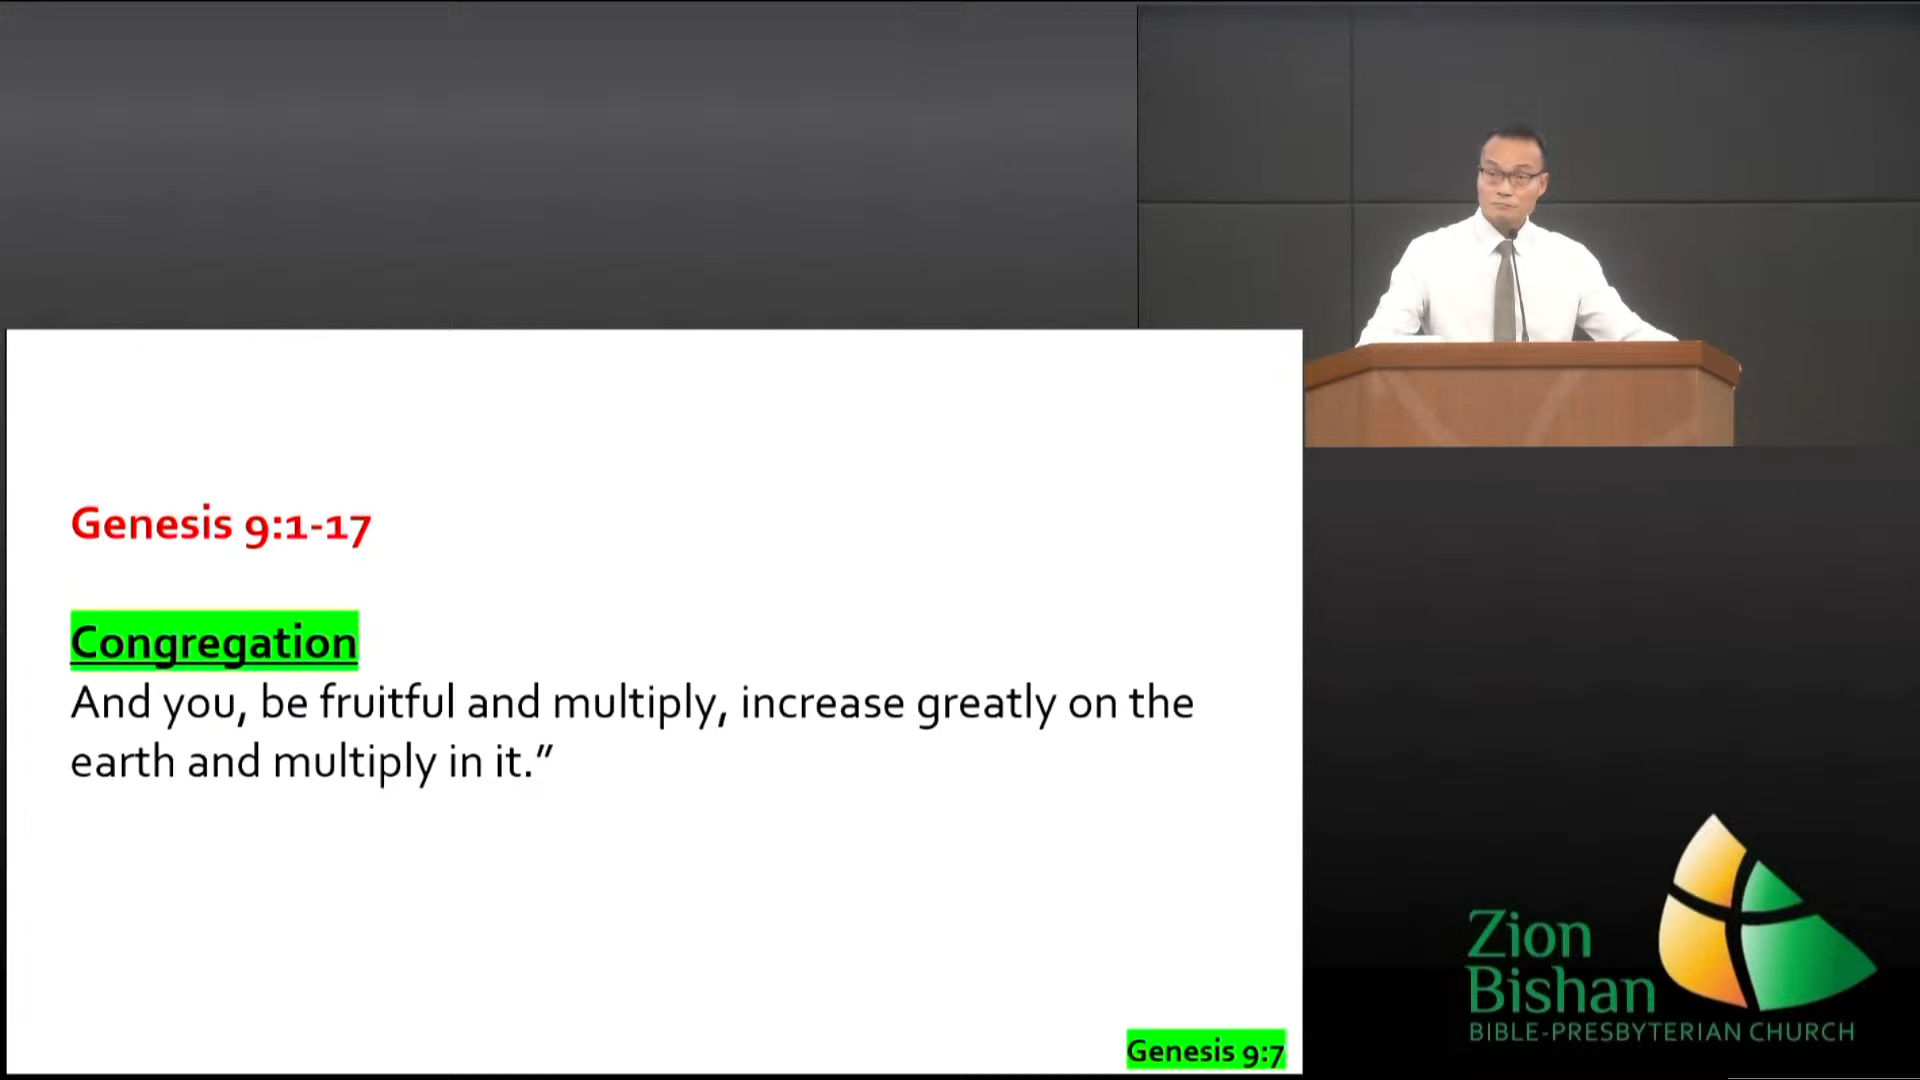 Genesis 9:1-17
Congregation
And you, be fruitful and multiply, increase greatly on the
earth and multiply in it.”
Genesis 9:7
Zion
Bishan
BIBLE-PRESBYTERIAN CHURCH